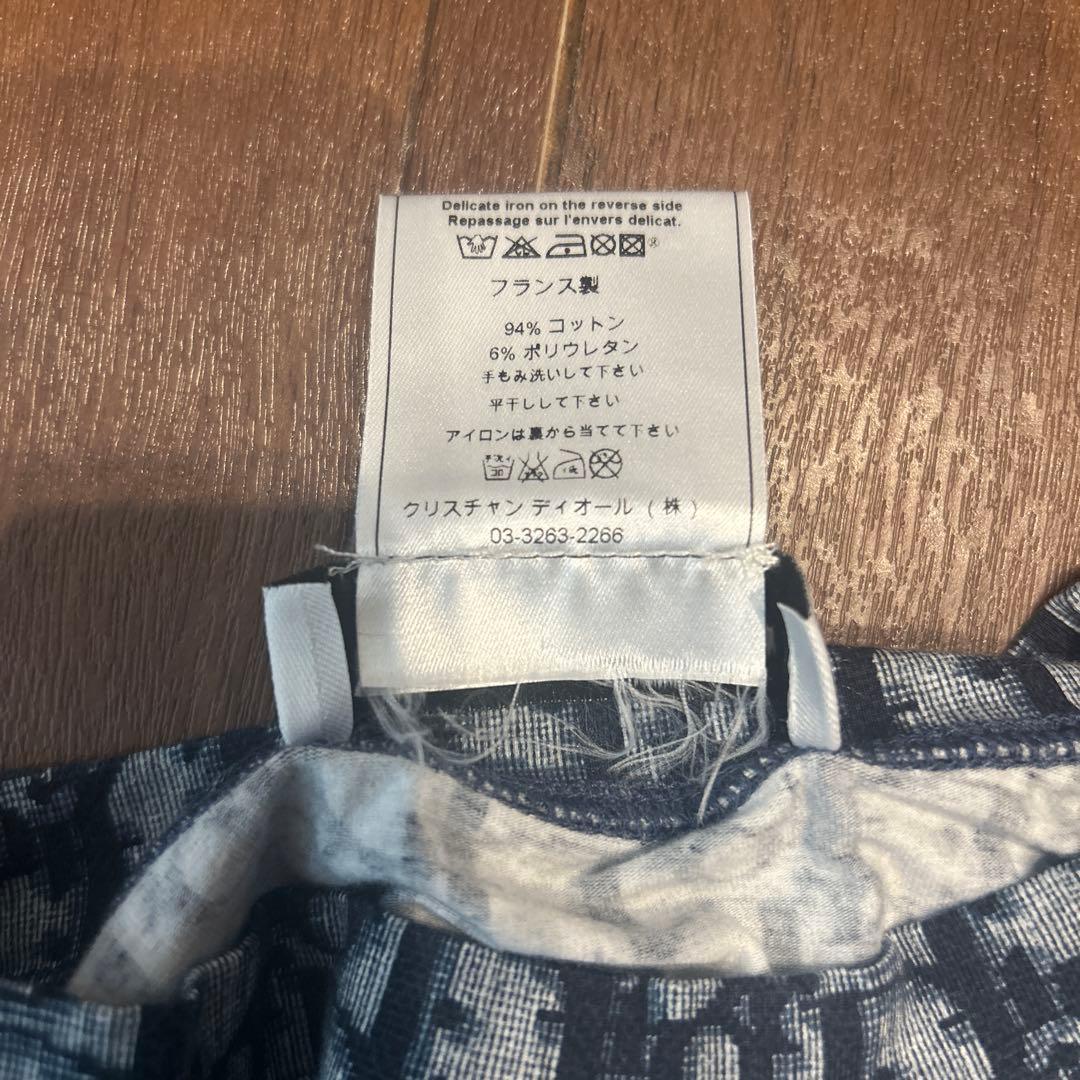 Delicate iron on the reverse side
Repassage sur l'envers delicat.
フランス製
94% コットン
6% ポリウレタン
手もみ洗いして下さい
平干しして下さい
アイロンは裏から当てて下さい
クリスチャン ディオール (株)
03-3263-2266